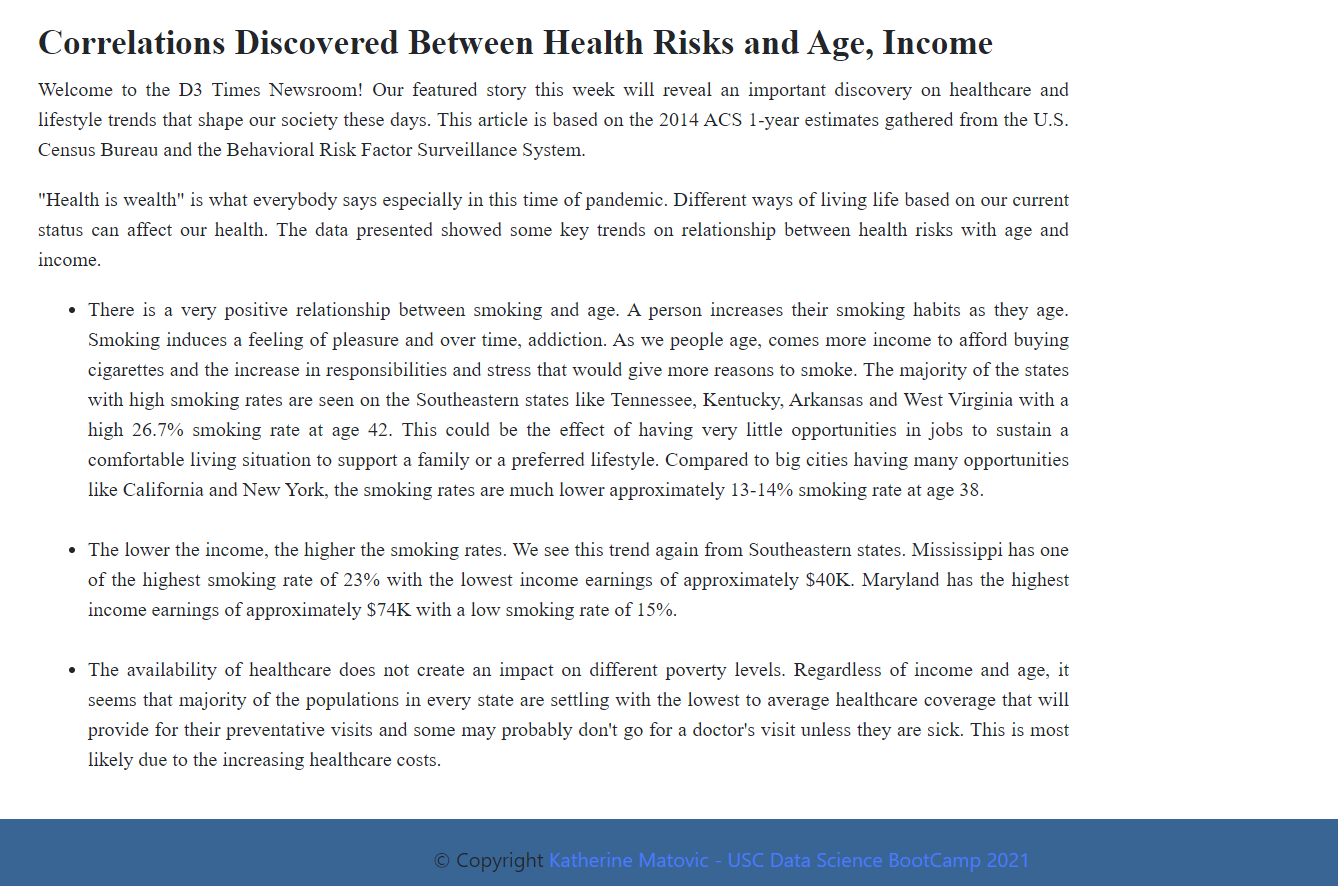 Correlations Discovered Between Health Risks and Age, Income
Welcome to the D3 Times Newsroom! Our featured story this week will reveal an important discovery on healthcare and
lifestyle trends that shape our society these days. This article is based on the 2014 ACS 1-year estimates gathered from the U.S.
Census Bureau and the Behavioral Risk Factor Surveillance System.
"Health is wealth" is what everybody says especially in this time of pandemic. Different ways of living life based on our current
status can affect our health. The data presented showed some key trends on relationship between health risks with age and
income.
• There is a very positive relationship between smoking and age. A person increases their smoking habits as they age.
Smoking induces a feeling of pleasure and over time, addiction. As we people age, comes more income to afford buying
cigarettes and the increase in responsibilities and stress that would give more reasons to smoke. The majority of the states
with high smoking rates are seen on the Southeastern states like Tennessee, Kentucky, Arkansas and West Virginia with a
high 26.7% smoking rate at age 42. This could be the effect of having very little opportunities in jobs to sustain a
comfortable living situation to support a family or a preferred lifestyle. Compared to big cities having many opportunities
like California and New York, the smoking rates are much lower approximately 13-14% smoking rate at age 38.
• The lower the income, the higher the smoking rates. We see this trend again from Southeastern states. Mississippi has one
of the highest smoking rate of 23% with the lowest income earnings of approximately $40K. Maryland has the highest
income earnings of approximately $74K with a low smoking rate of 15%.
• The availability of healthcare does not create an impact on different poverty levels. Regardless of income and age, it
seems that majority of the populations in every state are settling with the lowest to average healthcare coverage that will
provide for their preventative visits and some may probably don't go for a doctor's visit unless they are sick. This is most
likely due to the increasing healthcare costs.
© Copyright Katherine Matovic - USC Data Science BootCamp 2021